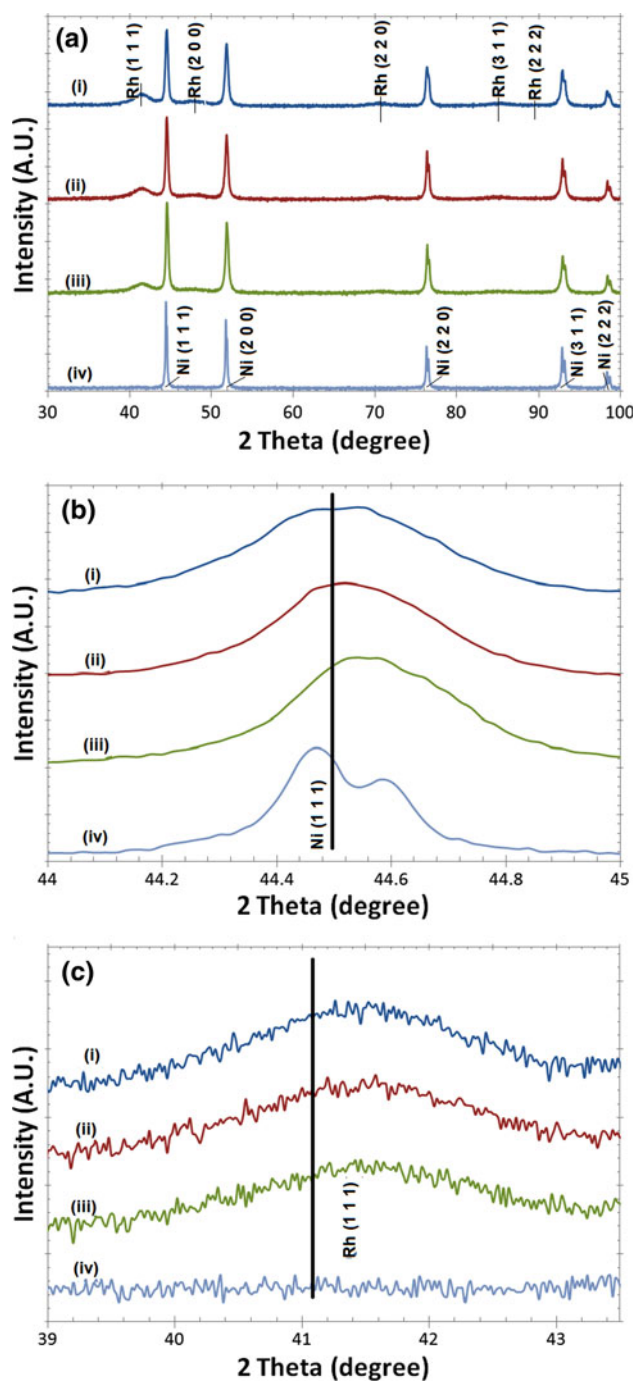 (a)
Rh (1 1 1)
Rh (2 0 0)
Rh (2 2 0)
Rh (3 1 1)
Rh (2 2 2)
(i)
(ii)
(iii)
(iv)
Ni (1 1 1)
Ni (2 0 0)
Ni (2 2 0)
Ni (3 1 1)
Ni (2 2 2)
Intensity (A.U.)
30 40 50 60 70 80 90 100
2 Theta (degree)
(b)
(i)
(ii)
(iii)
(iv)
Ni (1 1 1)
Intensity (A.U.)
44 44.2 44.4 44.6 44.8 45
2 Theta (degree)
(c)
(i)
(ii)
(iii)
(iv)
Rh (1 1 1)
Intensity (A.U.)
39 40 41 42 43
2 Theta (degree)